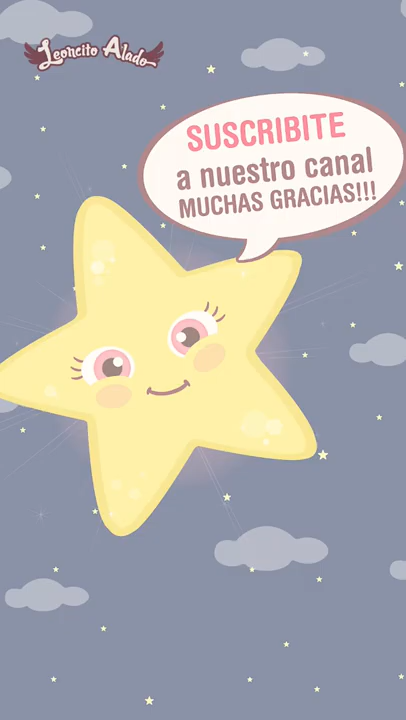 Leoncito Alado
SUSCRIBITE
a nuestro canal
MUCHAS GRACIAS!!!